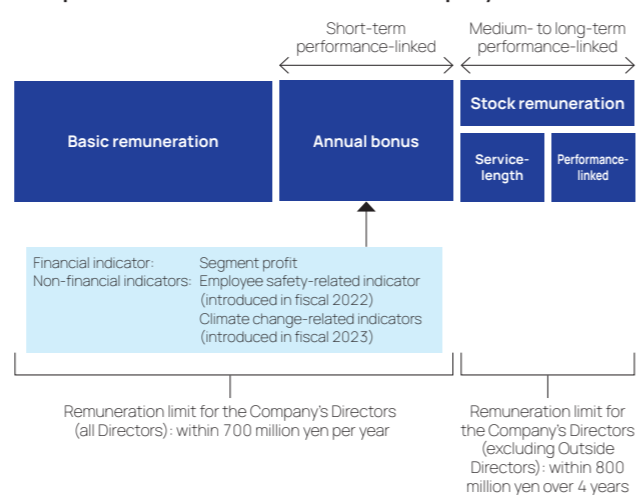 Short-term
performance-linked
Medium- to long-term
performance-linked
Basic remuneration
Annual bonus
Stock remuneration
Service-
length
Performance-
linked
Financial indicator: Segment profit
Non-financial indicators: Employee safety-related indicator
(introduced in fiscal 2022)
Climate change-related indicators
(introduced in fiscal 2023)
Remuneration limit for the Company's Directors
(all Directors): within 700 million yen per year
Remuneration limit for
the Company's Directors
(excluding Outside
Directors): within 800
million yen over 4 years